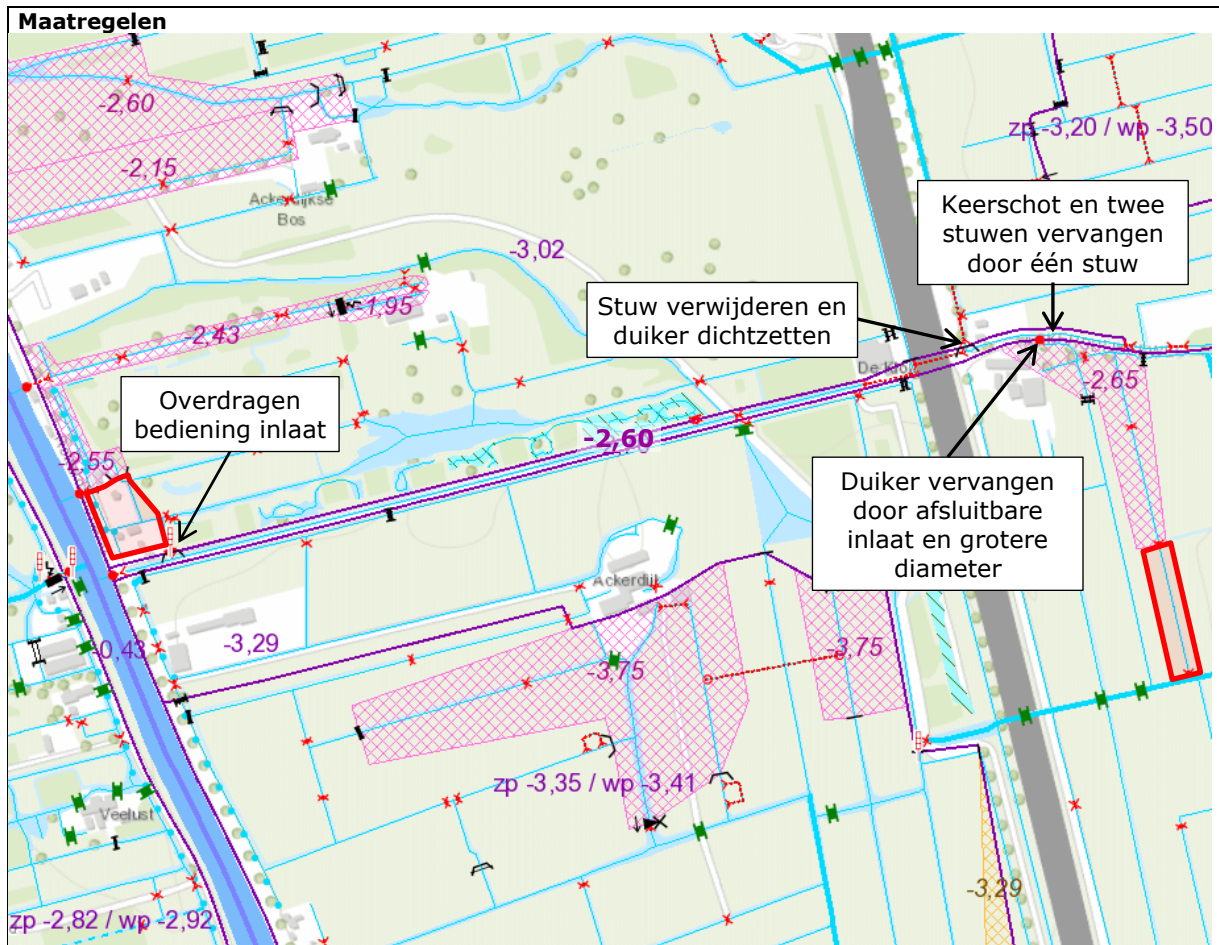 Maatregelen
-2,60
zp -3,20 / wp -3,50
-2,15
Ackerdijkse
Bos
Keerschot en twee
stuwen vervangen
door één stuw
-3,02
Stuw verwijderen en
duiker dichtzetten
-1,95
-2,43
-2,65
Overdragen
bediening inlaat
-2,60
-2,55
Duiker vervangen
door afsluitbare
inlaat en grotere
diameter
Ackerdijk
-0,43
-3,29
-3,75
-3,75
zp -3,35 / wp -3,41
Veelust
-3,29
zp -2,82 / wp -2,92